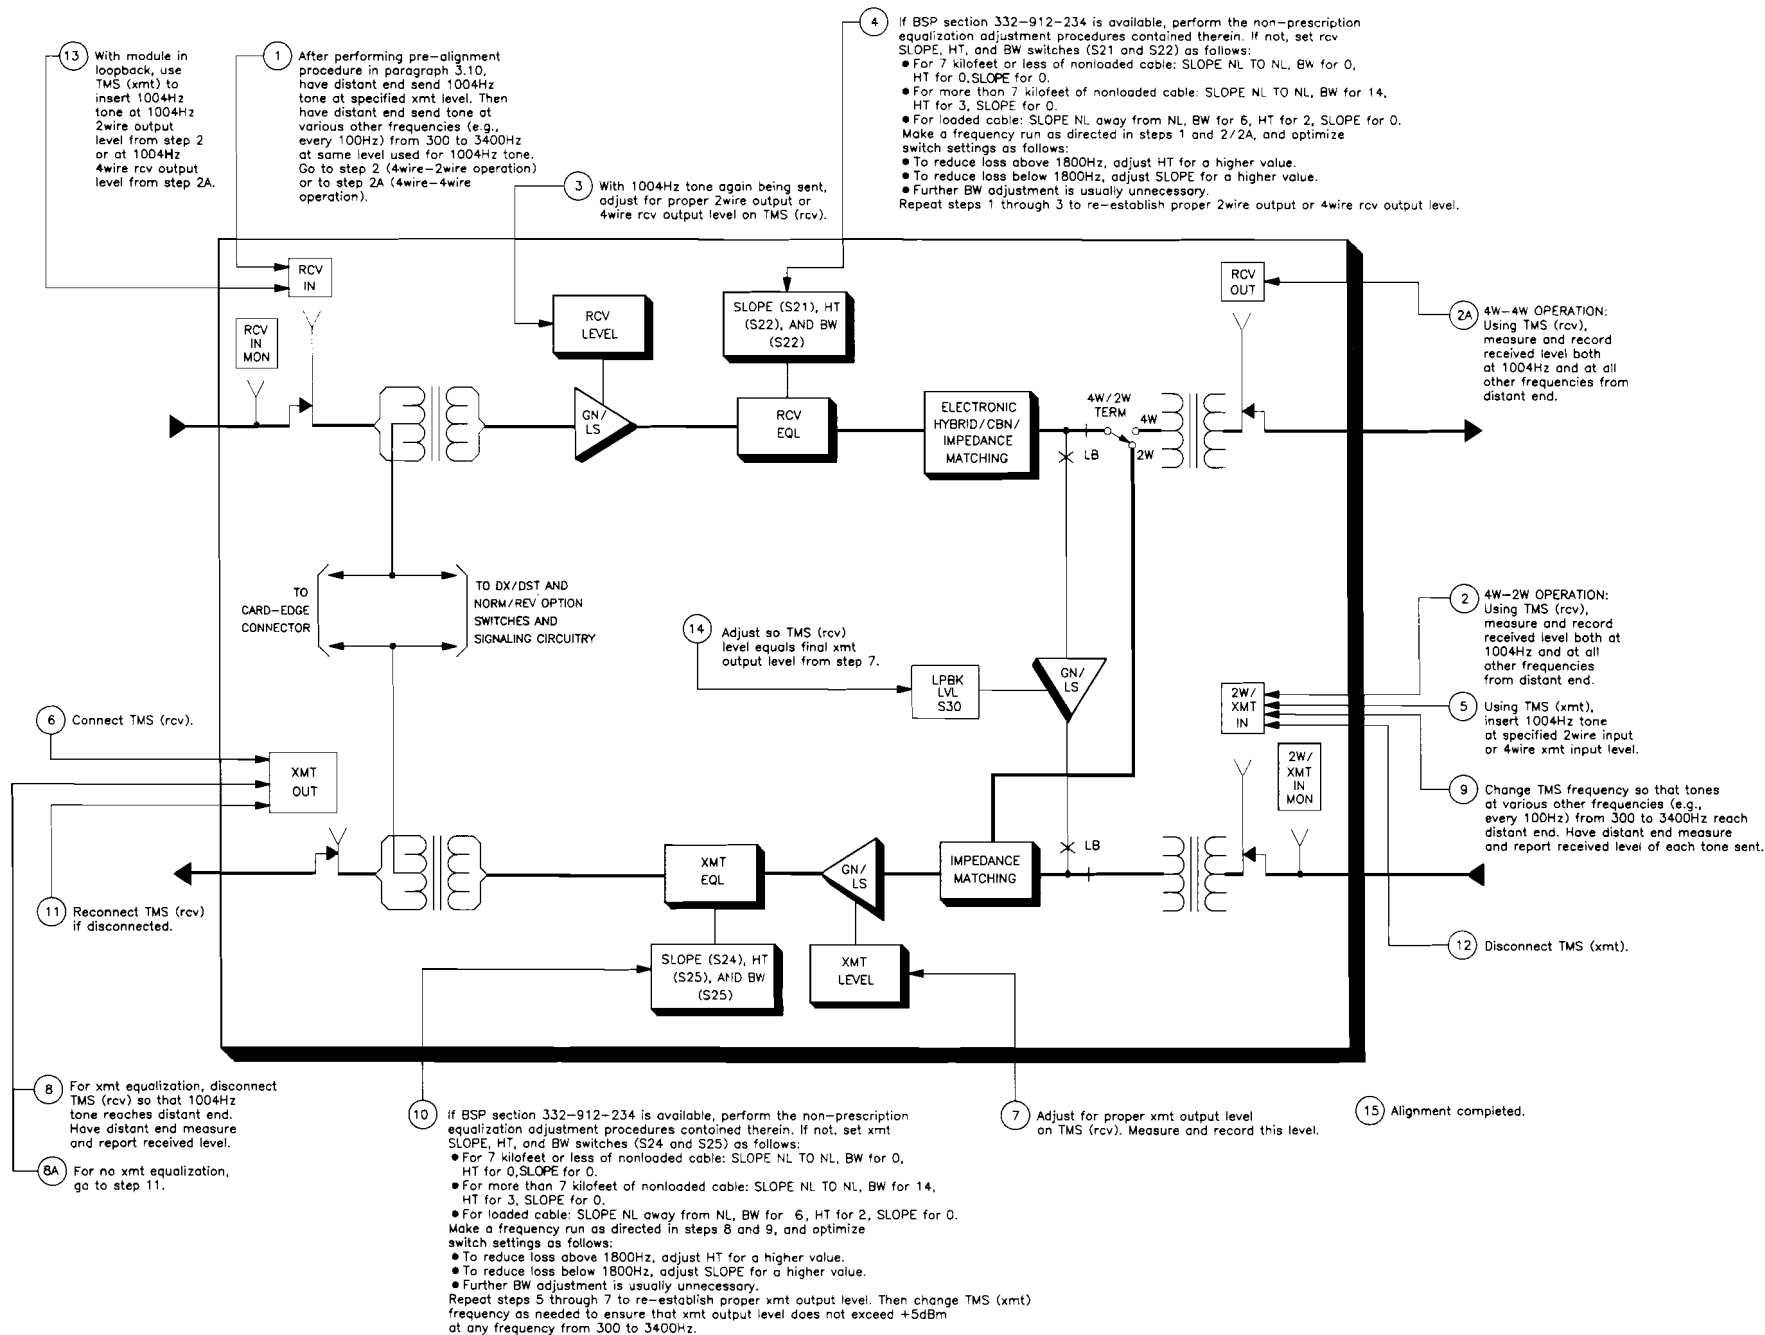 13
With module in
loopback, use
TMS (xmt) to
insert 1004Hz
tone at 1004Hz
2wire output
level from step 2
or at 1004Hz
4wire rcv output
level from step 2A.
1
After performing pre-alignment
procedure in paragraph 3.10,
have distant end send 1004Hz
tone at specified xmt level. Then
have distant end send tone at
various other frequencies (e.g.,
every 100Hz) from 300 to 3400Hz
at same level used for 1004Hz tone.
Go to step 2 (4wire-2wire operation)
or to step 2A (4wire-4wire
operation).
3
With 1004Hz tone again being sent,
adjust for proper 2wire output or
4wire rcv output level on TMS (rcv).
4
If BSP section 332-912-234 is available, perform the non-prescription
equalization adjustment procedures contained therein. If not, set rcv
SLOPE, HT, and BW switches (S21 and S22) as follows:
● For 7 kilofeet or less of nonloaded cable: SLOPE NL TO NL, BW for 0,
HT for 0,SLOPE for 0.
● For more than 7 kilofeet of nonloaded cable: SLOPE NL TO NL, BW for 14,
HT for 3, SLOPE for 0.
● For loaded cable: SLOPE NL away from NL, BW for 6, HT for 2, SLOPE for 0.
Make a frequency run as directed in steps 1 and 2/2A, and optimize
switch settings as follows:
● To reduce loss above 1800Hz, adjust HT for a higher value.
● To reduce loss below 1800Hz, adjust SLOPE for a higher value.
● Further BW adjustment is usually unnecessary.
Repeat steps 1 through 3 to re-establish proper 2wire output or 4wire rcv output level.
RCV
IN
RCV
IN
MON
RCV
LEVEL
SLOPE (S21), HT
(S22), AND BW
(S22)
RCV
OUT
2A
4W-4W OPERATION:
Using TMS (rcv),
measure and record
received level both
at 1004Hz and at all
other frequencies from
distant end.
GN/
LS
RCV
EQL
ELECTRONIC
HYBRID/CBN/
IMPEDANCE
MATCHING
4W/2W
TERM
4W
2W
LB
TO
CARD-EDGE
CONNECTOR
TO DX/DST AND
NORM/REV OPTION
SWITCHES AND
SIGNALING CIRCUITRY
14
Adjust so TMS (rcv)
level equals final xmt
output level from step 7.
LPBK
LVL
S30
GN/
LS
2
4W-2W OPERATION:
Using TMS (rcv),
measure and record
received level both at
1004Hz and at all
other frequencies
from distant end.
2W/
XMT
IN
5
Using TMS (xmt),
insert 1004Hz tone
at specified 2wire input
or 4wire xmt input level.
2W/
XMT
IN
MON
9
Change TMS frequency so that tones
at various other frequencies (e.g.,
every 100Hz) from 300 to 3400Hz reach
distant end. Have distant end measure
and report received level of each tone sent.
6
Connect TMS (rcv).
XMT
OUT
11
Reconnect TMS (rcv)
if disconnected.
XMT
EQL
GN/
LS
IMPEDANCE
MATCHING
LB
12
Disconnect TMS (xmt).
SLOPE (S24), HT
(S25), AND BW
(S25)
XMT
LEVEL
8
For xmt equalization, disconnect
TMS (rcv) so that 1004Hz
tone reaches distant end.
Have distant end measure
and report received level.
8A
For no xmt equalization,
go to step 11.
10
If BSP section 332-912-234 is available, perform the non-prescription
equalization adjustment procedures contained therein. If not, set xmt
SLOPE, HT, and BW switches (S24 and S25) as follows:
● For 7 kilofeet or less of nonloaded cable: SLOPE NL TO NL, BW for 0,
HT for 0,SLOPE for 0.
● For more than 7 kilofeet of nonloaded cable: SLOPE NL TO NL, BW for 14,
HT for 3, SLOPE for 0.
● For loaded cable: SLOPE NL away from NL, BW for 6, HT for 2, SLOPE for 0.
Make a frequency run as directed in steps 8 and 9, and optimize
switch settings as follows:
● To reduce loss above 1800Hz, adjust HT for a higher value.
● To reduce loss below 1800Hz, adjust SLOPE for a higher value.
● Further BW adjustment is usually unnecessary.
Repeat steps 5 through 7 to re-establish proper xmt output level. Then change TMS (xmt)
frequency as needed to ensure that xmt output level does not exceed +5dBm
at any frequency from 300 to 3400Hz.
7
Adjust for proper xmt output level
on TMS (rcv). Measure and record this level.
15
Alignment completed.